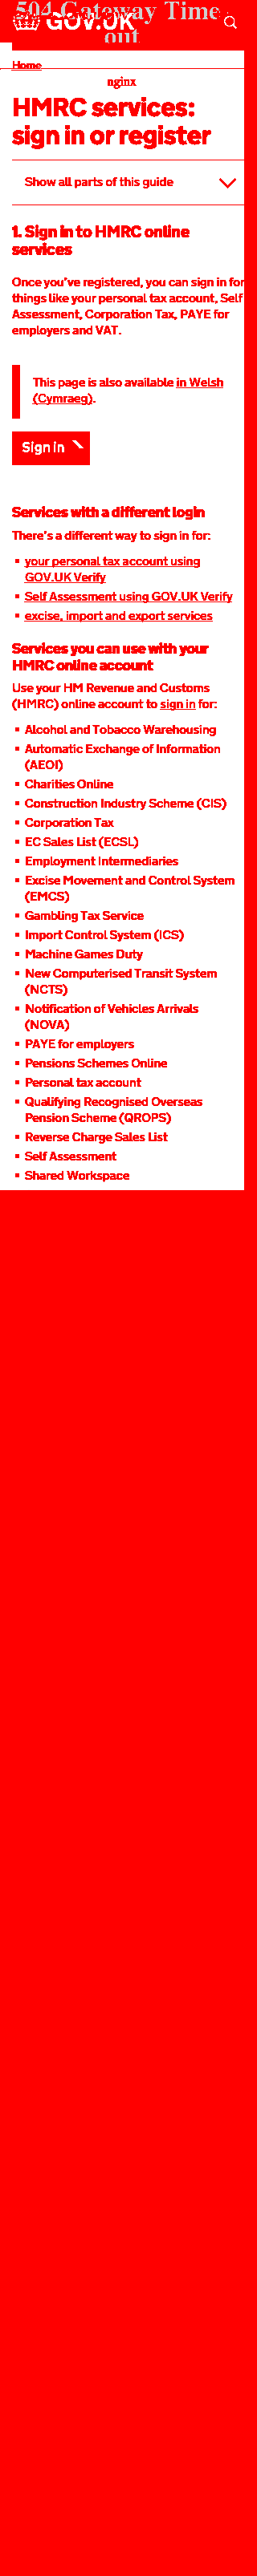 504 Gateway Time-
out
GOV.UK
Home
nginx
HMRC services:
sign in or register
Show all parts of this guide
1. Sign in to HMRC online
services
Once you've registered, you can sign in for
things like your personal tax account, Self
Assessment, Corporation Tax, PAYE for
employers and VAT.
This page is also available in Welsh
(Cymraeg).
Sign in
Services with a different login
There's a different way to sign in for:
▪ your personal tax account using
GOV.UK Verify
▪ Self Assessment using GOV.UK Verify
▪ excise, import and export services
Services you can use with your
HMRC online account
Use your HM Revenue and Customs
(HMRC) online account to sign in for:
▪ Alcohol and Tobacco Warehousing
▪ Automatic Exchange of Information
(AEOI)
▪ Charities Online
▪ Construction Industry Scheme (CIS)
▪ Corporation Tax
▪ EC Sales List (ECSL)
▪ Employment Intermediaries
▪ Excise Movement and Control System
(EMCS)
▪ Gambling Tax Service
▪ Import Control System (ICS)
▪ Machine Games Duty
▪ New Computerised Transit System
(NCTS)
▪ Notification of Vehicles Arrivals
(NOVA)
▪ PAYE for employers
▪ Pensions Schemes Online
▪ Personal tax account
▪ Qualifying Recognised Overseas
Pension Scheme (QROPS)
▪ Reverse Charge Sales List
▪ Self Assessment
▪ Shared Workspace